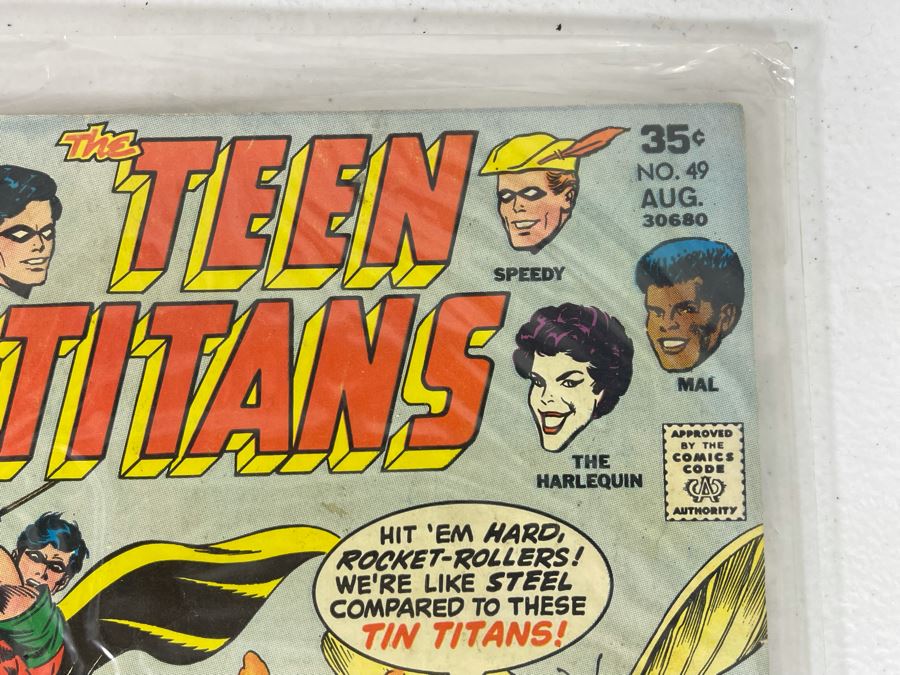 The
TEEN
TITANS
35¢
NO. 49
AUG.
30680
SPEEDY
MAL
THE
HARLEQUIN
APPROVED
BY THE
COMICS
CODE
CA
AUTHORITY
HIT 'EM HARD,
ROCKET-ROLLERS!
WE'RE LIKE STEEL
COMPARED TO THESE
TIN TITANS!